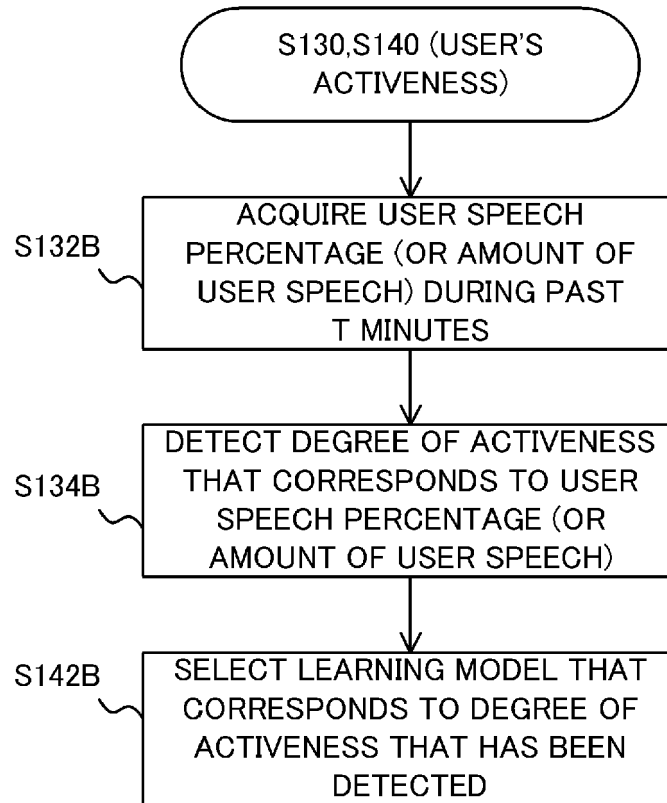 S130,S140 (USER'S
ACTIVENESS)
S132B
ACQUIRE USER SPEECH
PERCENTAGE (OR AMOUNT OF
USER SPEECH) DURING PAST
T MINUTES
S134B
DETECT DEGREE OF ACTIVENESS
THAT CORRESPONDS TO USER
SPEECH PERCENTAGE (OR
AMOUNT OF USER SPEECH)
S142B
SELECT LEARNING MODEL THAT
CORRESPONDS TO DEGREE OF
ACTIVENESS THAT HAS BEEN
DETECTED